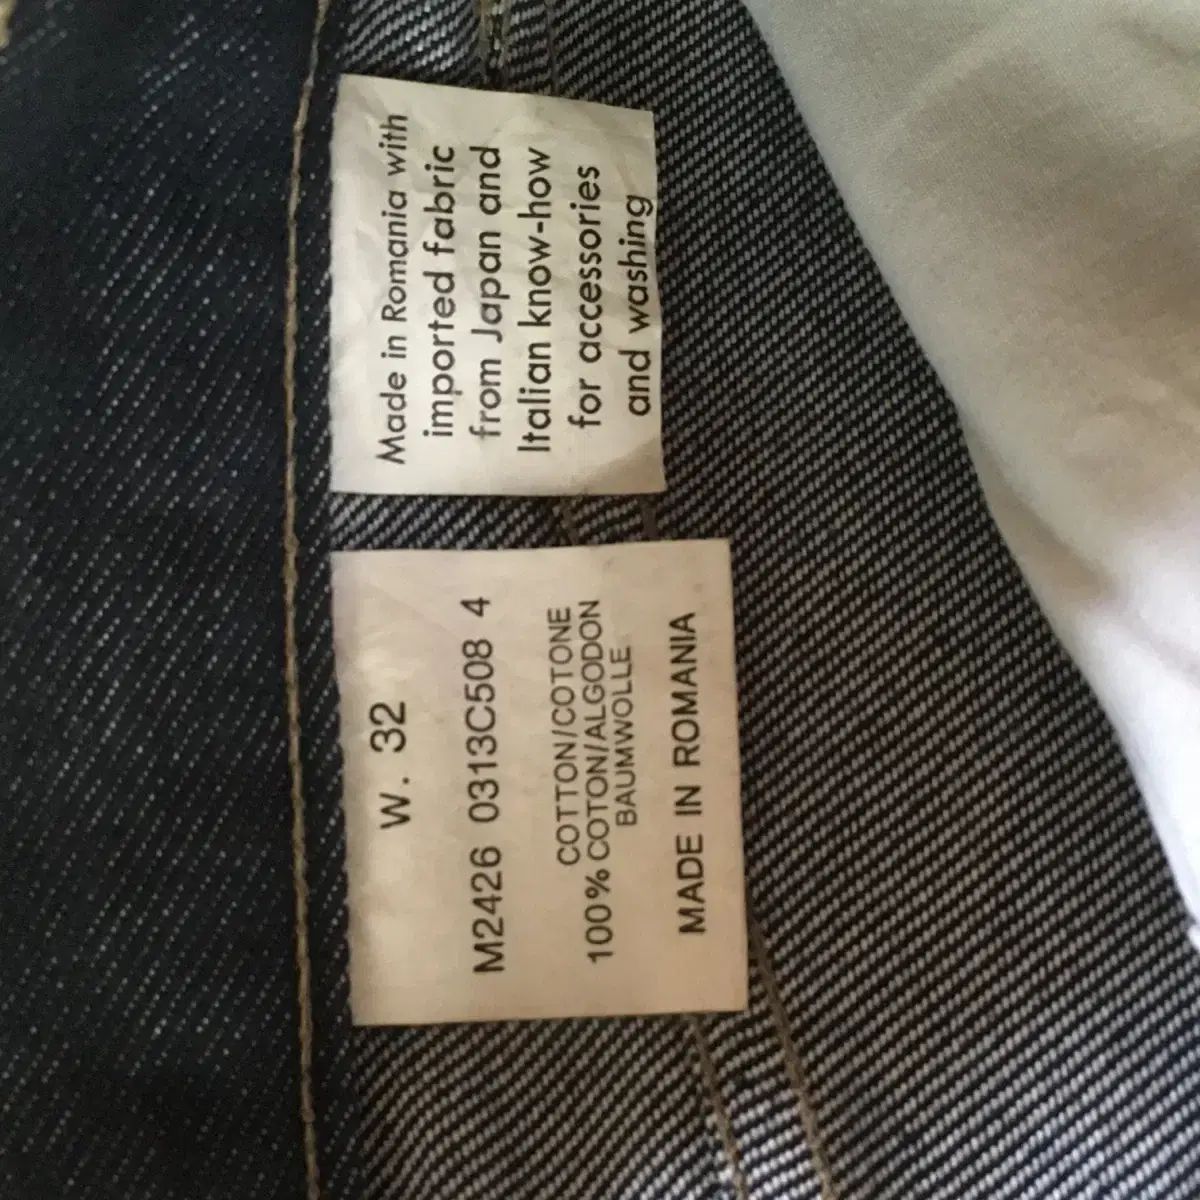 Made in Romania with
imported fabric
from Japan and
Italian know-how
for accessories
and washing
W. 32
M2426 0313C508 4
COTTON/COTONE
100% COTON/ALGODON
BAUMWOLLE
MADE IN ROMANIA